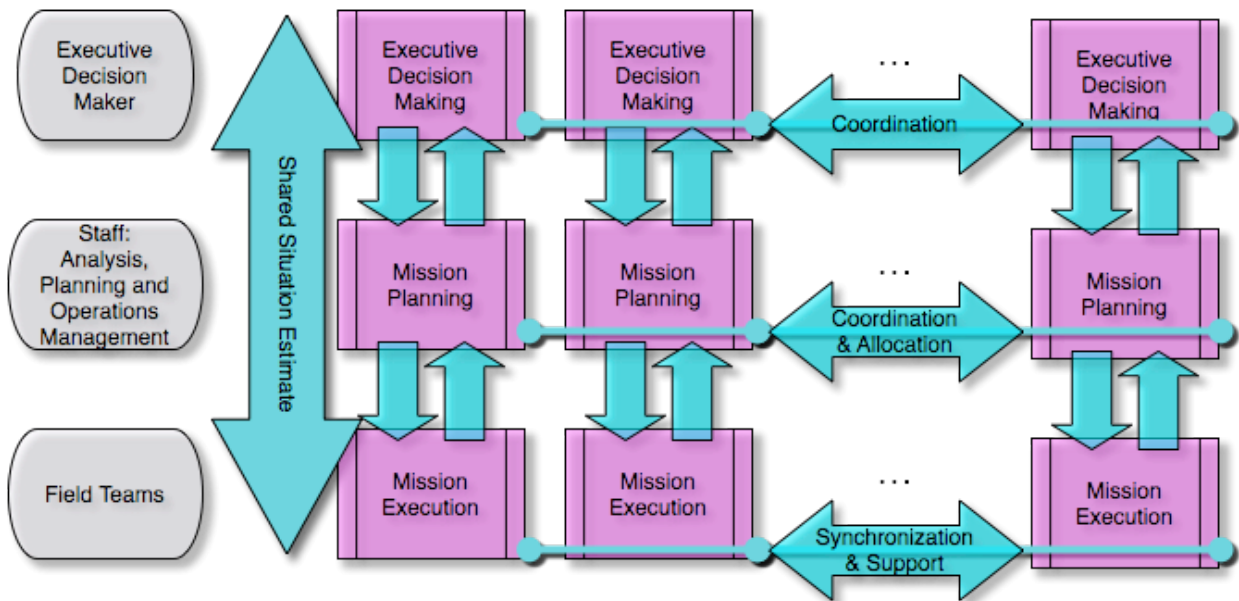 Executive
Decision
Maker
Executive
Decision
Making
Executive
Decision
Making
...
Coordination
Executive
Decision
Making
Shared Situation Estimate
Staff:
Analysis,
Planning and
Operations
Management
Mission
Planning
Mission
Planning
...
Coordination
& Allocation
Mission
Planning
Field Teams
Mission
Execution
Mission
Execution
...
Synchronization
& Support
Mission
Execution